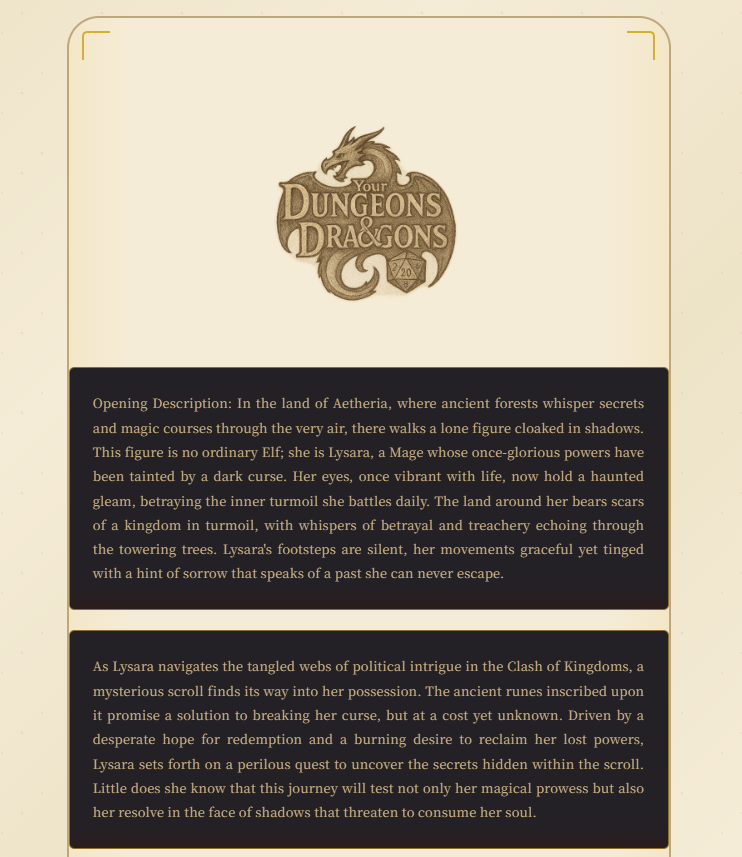 Your
DUNGEONS
&
DRAGONS
20
Opening Description: In the land of Aetheria, where ancient forests whisper secrets
and magic courses through the very air, there walks a lone figure cloaked in shadows.
This figure is no ordinary Elf; she is Lysara, a Mage whose once-glorious powers have
been tainted by a dark curse. Her eyes, once vibrant with life, now hold a haunted
gleam, betraying the inner turmoil she battles daily. The land around her bears scars
of a kingdom in turmoil, with whispers of betrayal and treachery echoing through
the towering trees. Lysara's footsteps are silent, her movements graceful yet tinged
with a hint of sorrow that speaks of a past she can never escape.
As Lysara navigates the tangled webs of political intrigue in the Clash of Kingdoms, a
mysterious scroll finds its way into her possession. The ancient runes inscribed upon
it promise a solution to breaking her curse, but at a cost yet unknown. Driven by a
desperate hope for redemption and a burning desire to reclaim her lost powers,
Lysara sets forth on a perilous quest to uncover the secrets hidden within the scroll.
Little does she know that this journey will test not only her magical prowess but also
her resolve in the face of shadows that threaten to consume her soul.